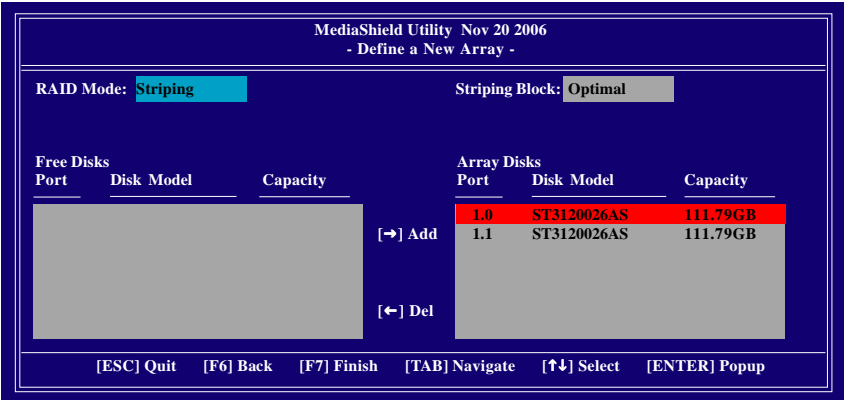 MediaShield Utility Nov 20 2006
- Define a New Array -
RAID Mode: Striping Striping Block: Optimal
Free Disks Array Disks
Port Disk Model Capacity Port Disk Model Capacity
1.0 ST3120026AS 111.79GB
[→] Add 1.1 ST3120026AS 111.79GB
[←] Del
[ESC] Quit [F6] Back [F7] Finish [TAB] Navigate [↑↓] Select [ENTER] Popup